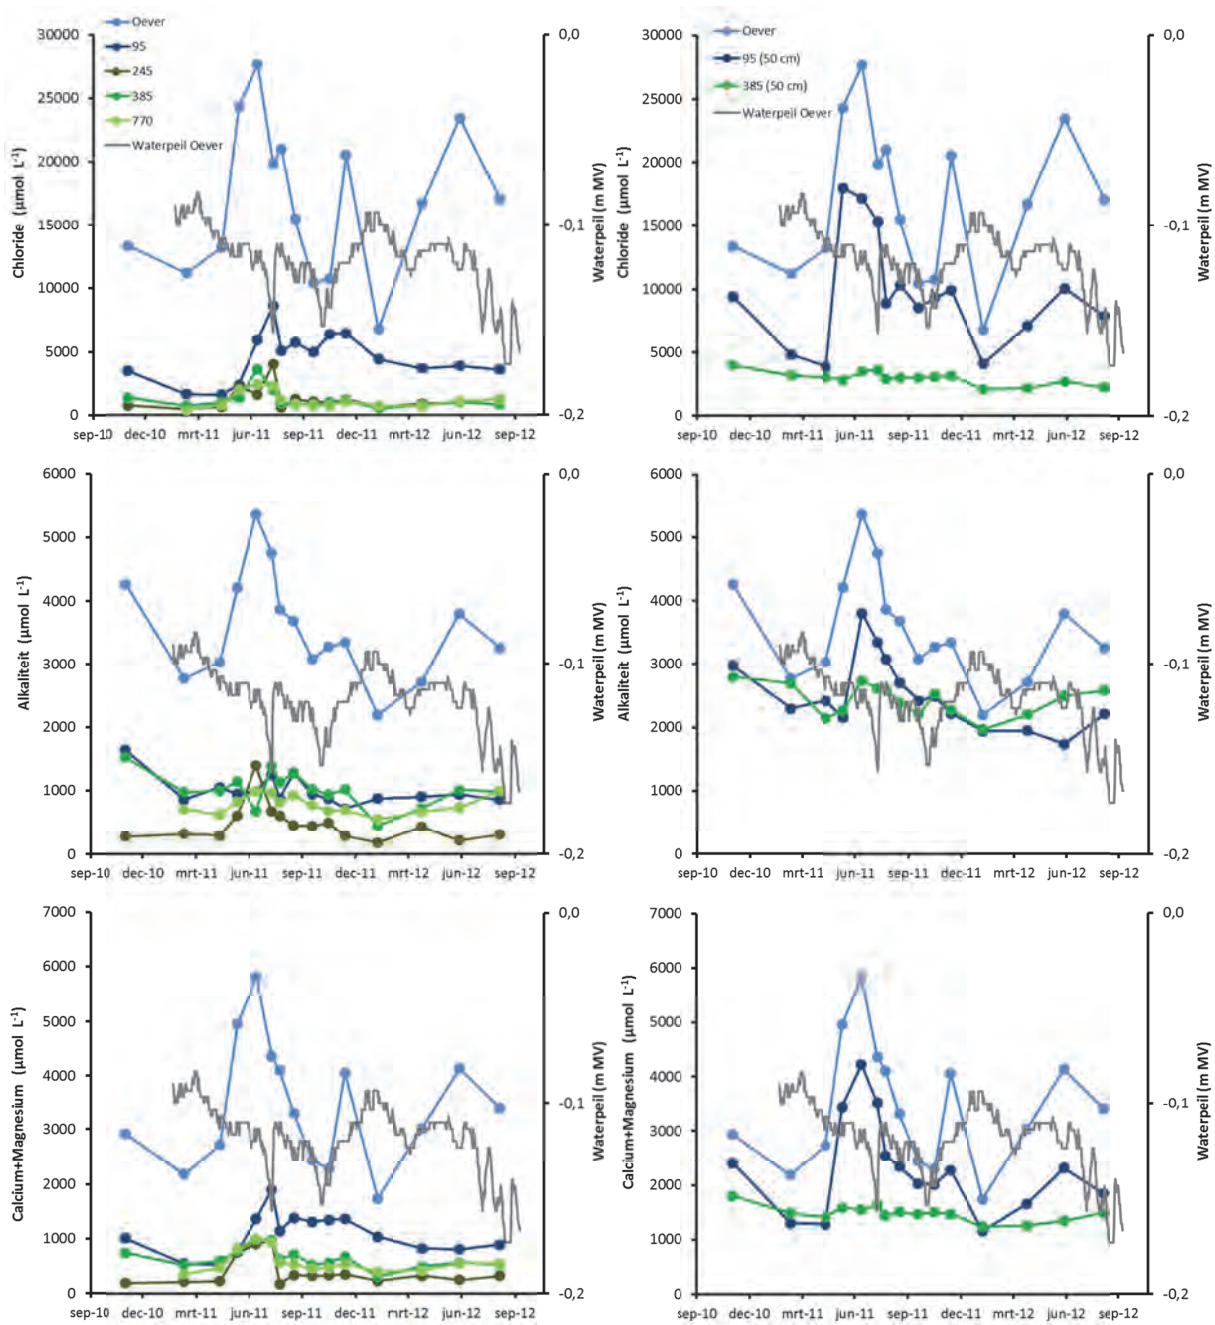 Oever
95
245
385
770
Waterpeil Oever
30000
25000
20000
15000
10000
5000
0
Chloride (µmol L⁻¹)
0,0
-0,1
-0,2
Waterpeil (m MV)
sep-10 dec-10 mrt-11 jun-11 sep-11 dec-11 mrt-12 jun-12 sep-12
Oever
95 (50 cm)
385 (50 cm)
Waterpeil Oever
30000
25000
20000
15000
10000
5000
0
Chloride (µmol L⁻¹)
0,0
-0,1
-0,2
Waterpeil (m MV)
sep-10 dec-10 mrt-11 jun-11 sep-11 dec-11 mrt-12 jun-12 sep-12
6000
5000
4000
3000
2000
1000
0
Alkaliteit (µmol L⁻¹)
0,0
-0,1
-0,2
Waterpeil (m MV)
sep-10 dec-10 mrt-11 jun-11 sep-11 dec-11 mrt-12 jun-12 sep-12
6000
5000
4000
3000
2000
1000
0
Alkaliteit (µmol L⁻¹)
0,0
-0,1
-0,2
Waterpeil (m MV)
sep-10 dec-10 mrt-11 jun-11 sep-11 dec-11 mrt-12 jun-12 sep-12
7000
6000
5000
4000
3000
2000
1000
0
Calcium+Magnesium (µmol L⁻¹)
0,0
-0,1
-0,2
Waterpeil (m MV)
sep-10 dec-10 mrt-11 jun-11 sep-11 dec-11 mrt-12 jun-12 sep-12
7000
6000
5000
4000
3000
2000
1000
0
Calcium+Magnesium (µmol L⁻¹)
0,0
-0,1
-0,2
Waterpeil (m MV)
sep-10 dec-10 mrt-11 jun-11 sep-11 dec-11 mrt-12 jun-12 sep-12